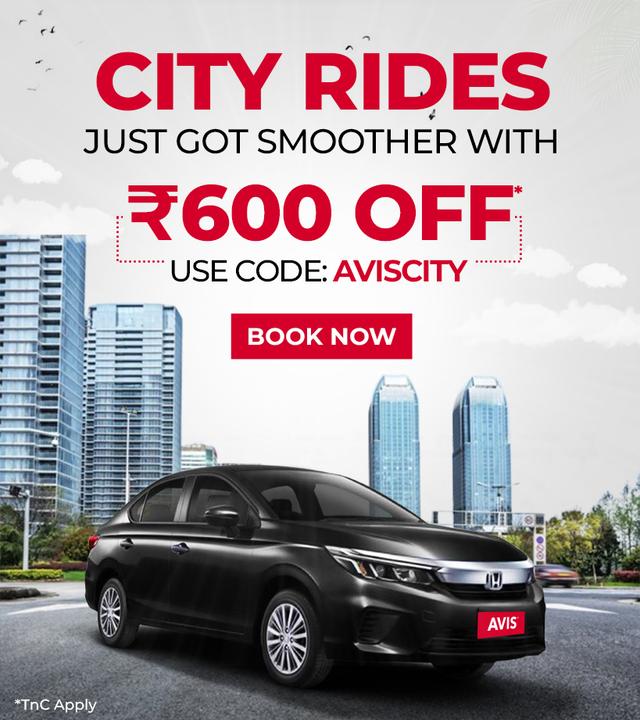 CITY RIDES
JUST GOT SMOOTHER WITH
₹600 OFF*
USE CODE: AVISCITY
BOOK NOW
AVIS
*TnC Apply